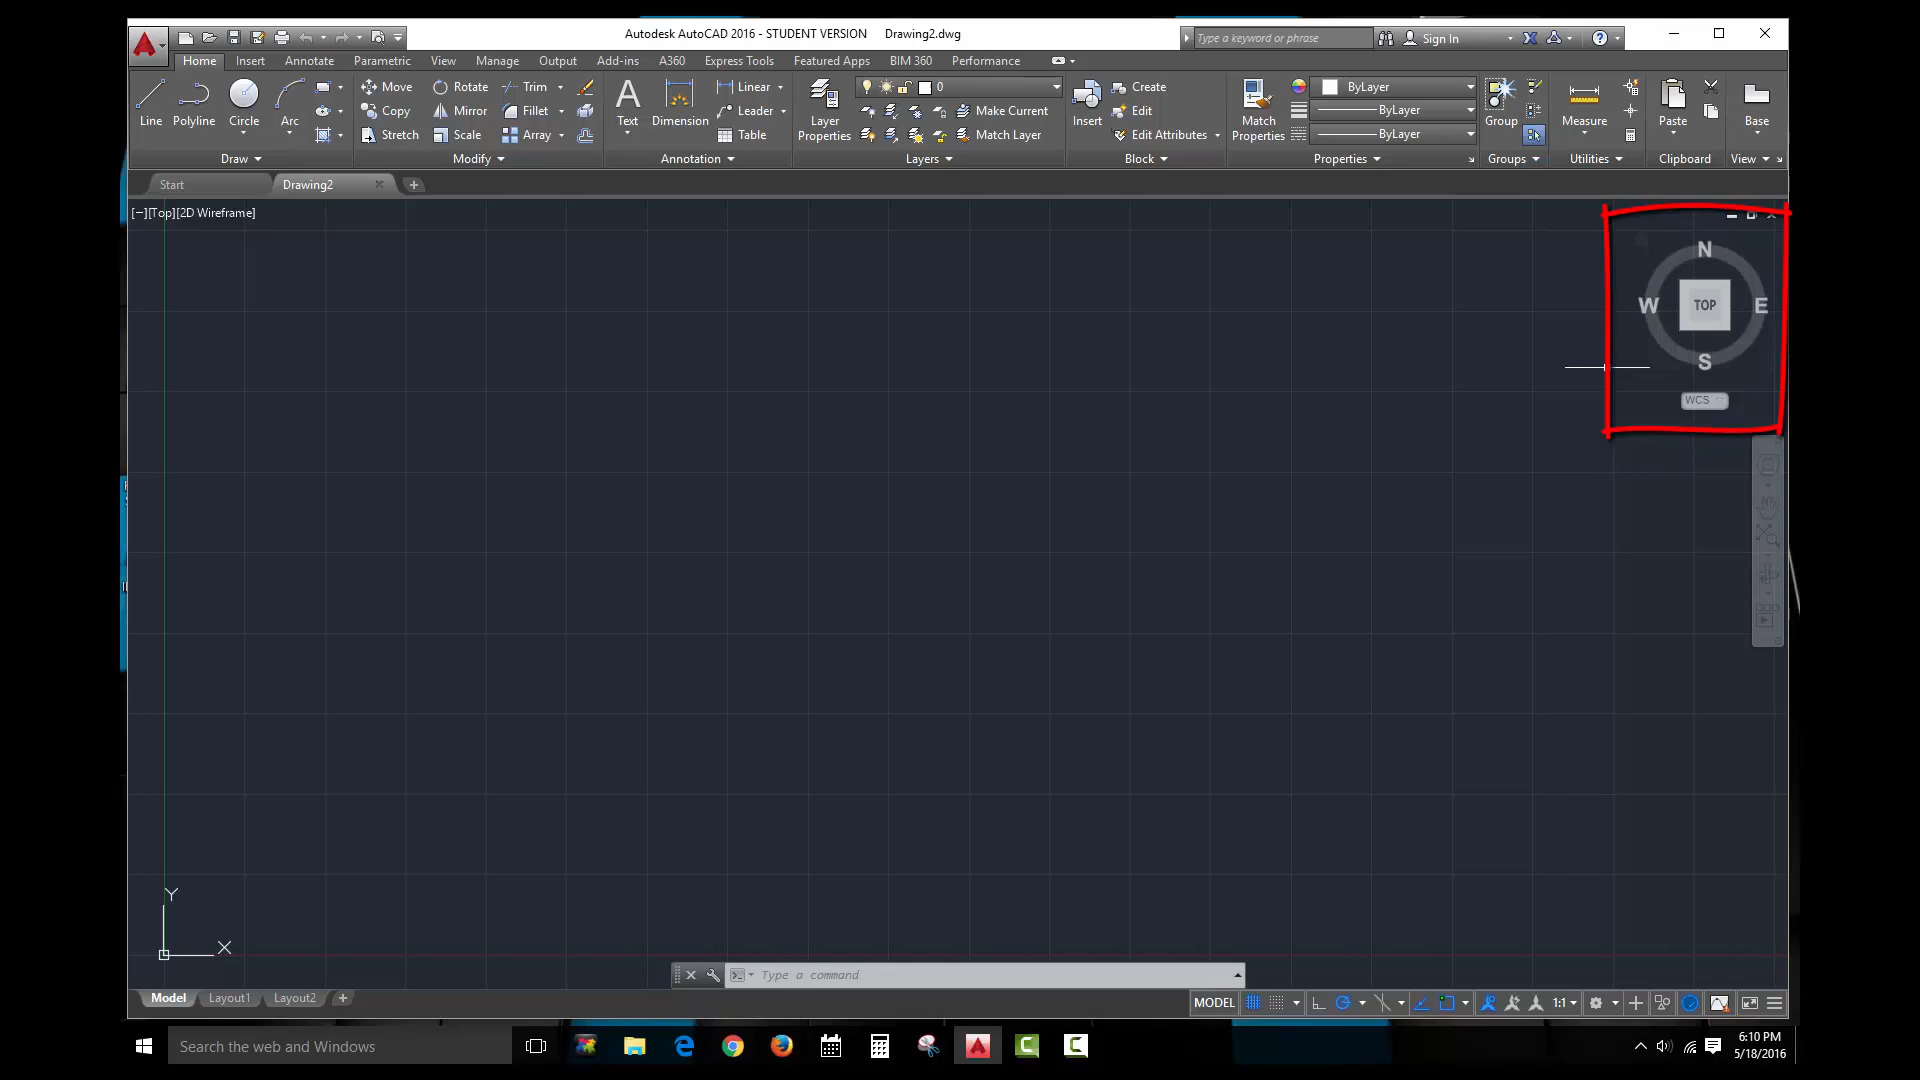 Autodesk AutoCAD 2016 - STUDENT VERSION Drawing2.dwg
Type a keyword or phrase
Sign In
Home Insert Annotate Parametric View Manage Output Add-ins A360 Express Tools Featured Apps BIM 360 Performance
Line
Polyline
Circle
Arc
Draw
Move
Copy
Stretch
Rotate
Mirror
Scale
Trim
Fillet
Array
Modify
Text
Dimension
Linear
Leader
Table
Annotation
Layer
Properties
0
Make Current
Match Layer
Layers
Insert
Create
Edit
Edit Attributes
Block
Match
Properties
ByLayer
ByLayer
ByLayer
Properties
Group
Groups
Measure
Utilities
Paste
Clipboard
Base
View
Start
Drawing2
[−][Top][2D Wireframe]
N
W
TOP
E
S
WCS
Y
X
Type a command
Model Layout1 Layout2
MODEL
1:1
Search the web and Windows
6:10 PM
5/18/2016